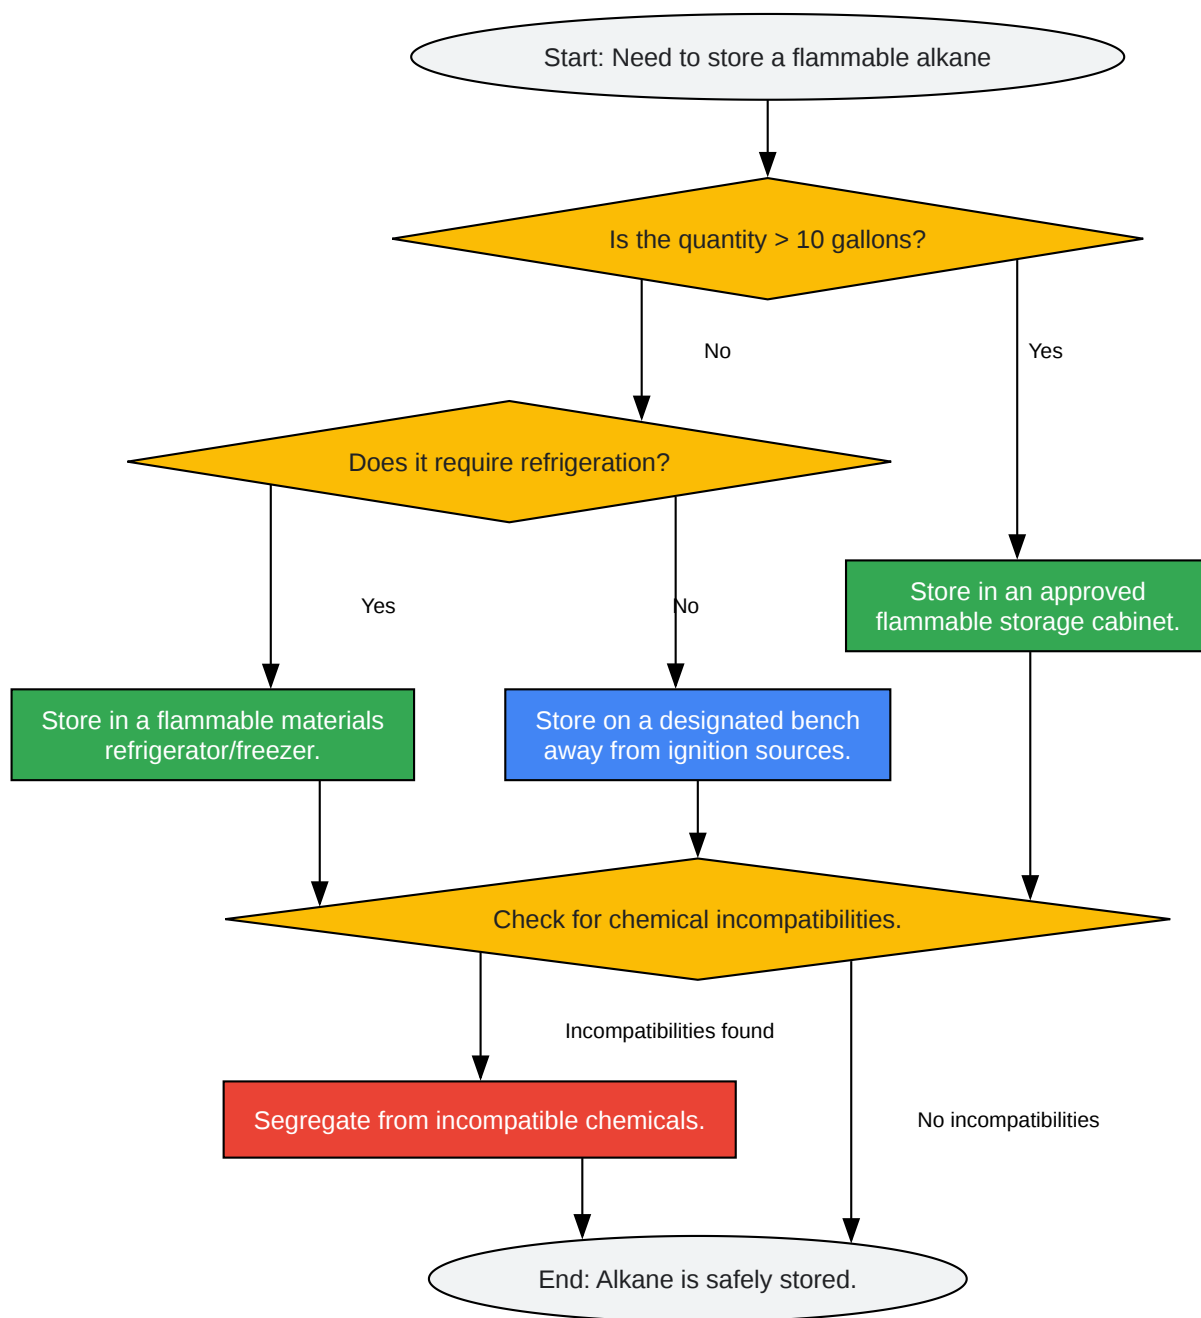 Start: Need to store a flammable alkane
Is the quantity > 10 gallons?
No
Yes
Does it require refrigeration?
Yes
No
Store in an approved
flammable storage cabinet.
Store in a flammable materials
refrigerator/freezer.
Store on a designated bench
away from ignition sources.
Check for chemical incompatibilities.
Incompatibilities found
Segregate from incompatible chemicals.
No incompatibilities
End: Alkane is safely stored.